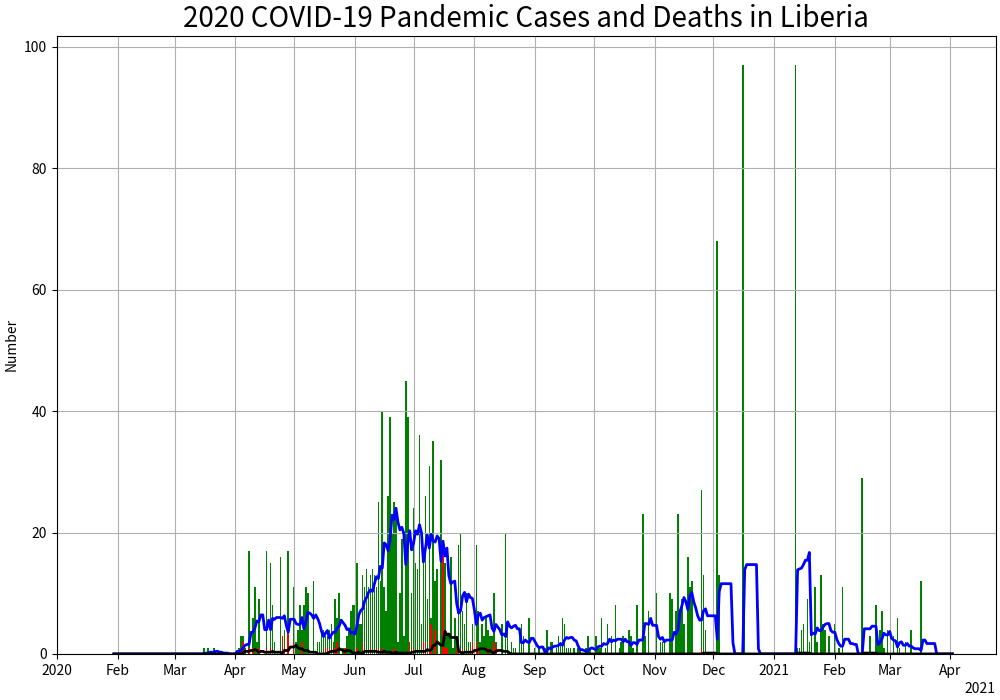 2020 COVID-19 Pandemic Cases and Deaths in Liberia
100
80
60
40
20
0
Number
2020 Feb Mar Apr May Jun Jul Aug Sep Oct Nov Dec 2021 Feb Mar Apr
2021